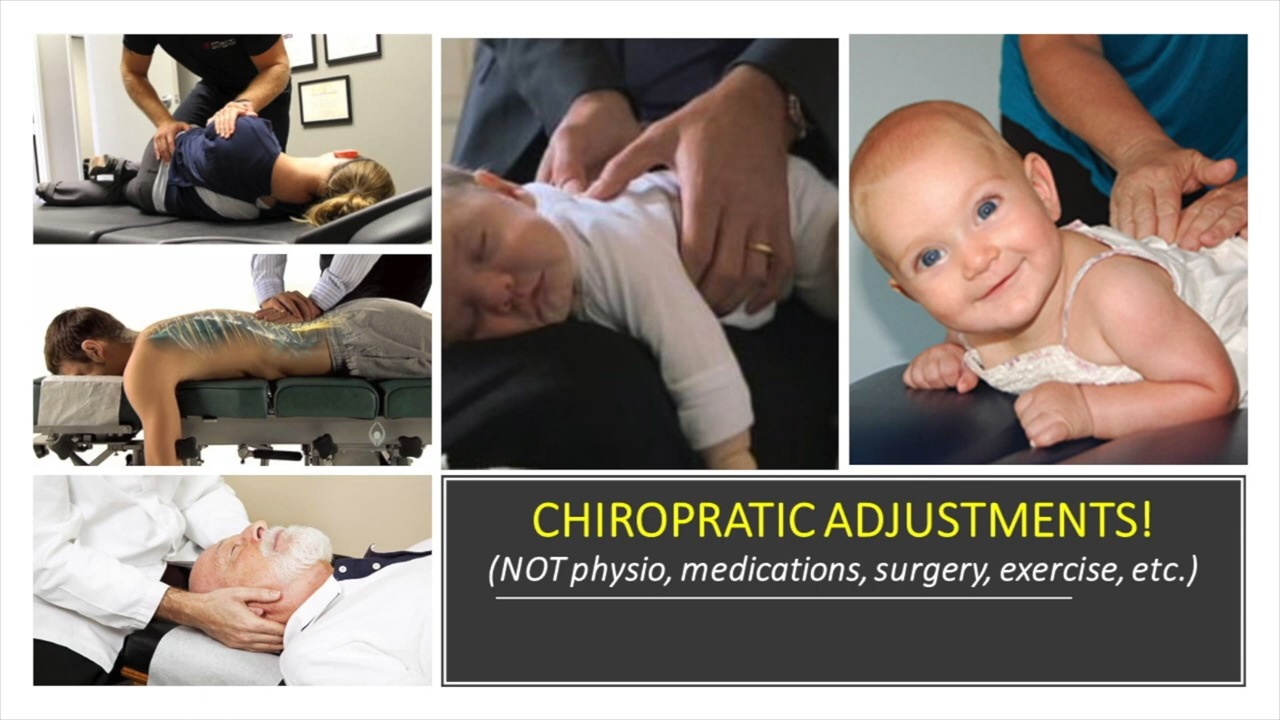 CHIROPRATIC ADJUSTMENTS!
(NOT physio, medications, surgery, exercise, etc.)